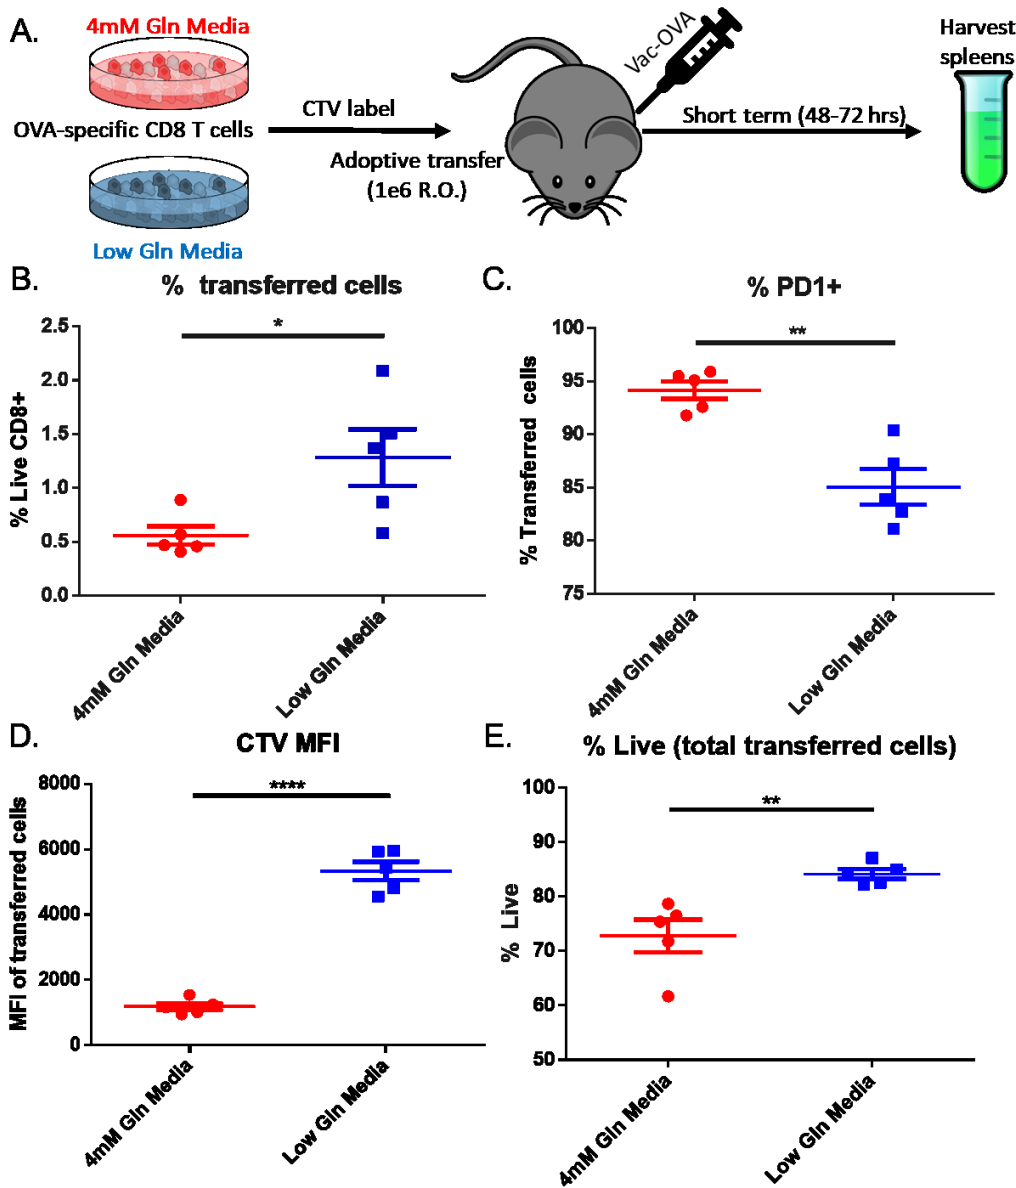 A.
4mM Gln Media
OVA-specific CD8 T cells
Low Gln Media
CTV label
Adoptive transfer
(1e6 R.O.)
Vac-OVA
Short term (48-72 hrs)
Harvest
spleens
B.
% transferred cells
*
% Live CD8+
2.5
2.0
1.5
1.0
0.5
0.0
4mM Gln Media
Low Gln Media
C.
% PD1+
**
% Transferred cells
100
95
90
85
80
75
4mM Gln Media
Low Gln Media
D.
CTV MFI
****
MFI of transferred cells
8000
6000
4000
2000
0
4mM Gln Media
Low Gln Media
E.
% Live (total transferred cells)
**
% Live
100
90
80
70
60
50
4mM Gln Media
Low Gln Media